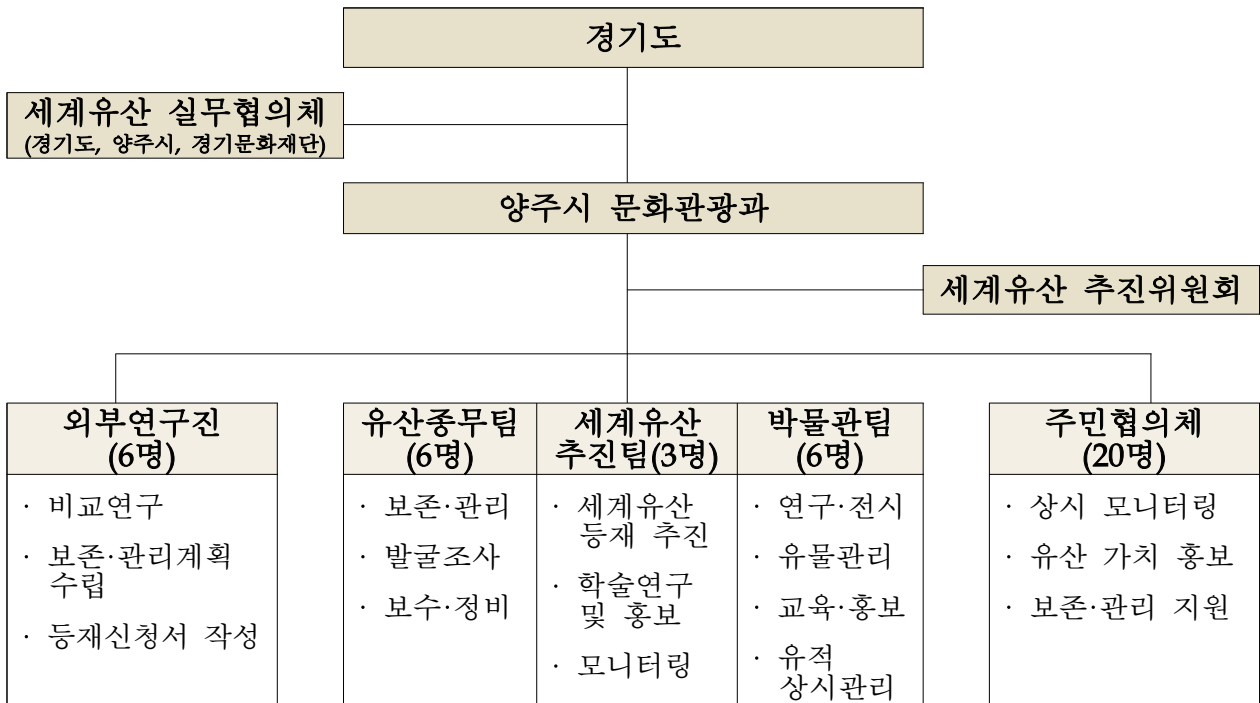 경기도
세계유산 실무협의체
(경기도, 양주시, 경기문화재단)
양주시 문화관광과
세계유산 추진위원회
외부연구진
(6명)
· 비교연구
· 보존·관리계획
수립
· 등재신청서 작성
유산종무팀
(6명)
· 보존·관리
· 발굴조사
· 보수·정비
세계유산
추진팀(3명)
· 세계유산
등재 추진
· 학술연구
및 홍보
· 모니터링
박물관팀
(6명)
· 연구·전시
· 유물관리
· 교육·홍보
· 유적
상시관리
주민협의체
(20명)
· 상시 모니터링
· 유산 가치 홍보
· 보존·관리 지원